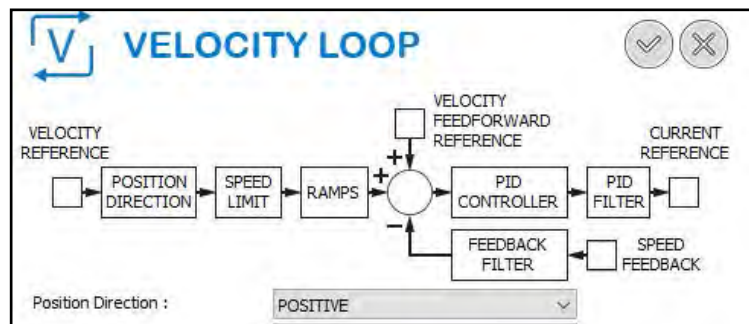 V VELOCITY LOOP
VELOCITY
FEEDFORWARD
REFERENCE
VELOCITY
REFERENCE
CURRENT
REFERENCE
POSITION
DIRECTION
SPEED
LIMIT
RAMPS
+
+
PID
CONTROLLER
PID
FILTER
−
FEEDBACK
FILTER
SPEED
FEEDBACK
Position Direction :
POSITIVE